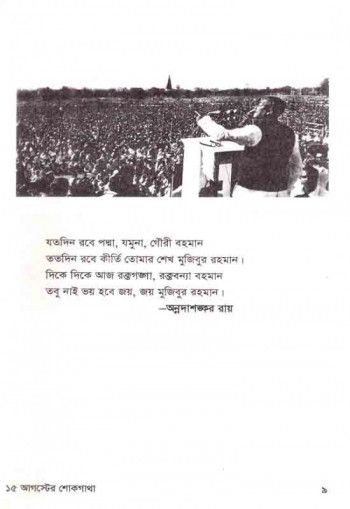 যতদিন রবে পদ্মা, যমুনা, গৌরী বহমান
ততদিন রবে কীর্তি তোমার শেখ মুজিবুর রহমান।
দিকে দিকে আজ রক্তগঙ্গা, রক্তবন্যা বহমান
তবু নাই ভয় হবে জয়, জয় মুজিবুর রহমান।
—অন্নদাশঙ্কর রায়
১৫ আগস্টের শোকগাথা ৯